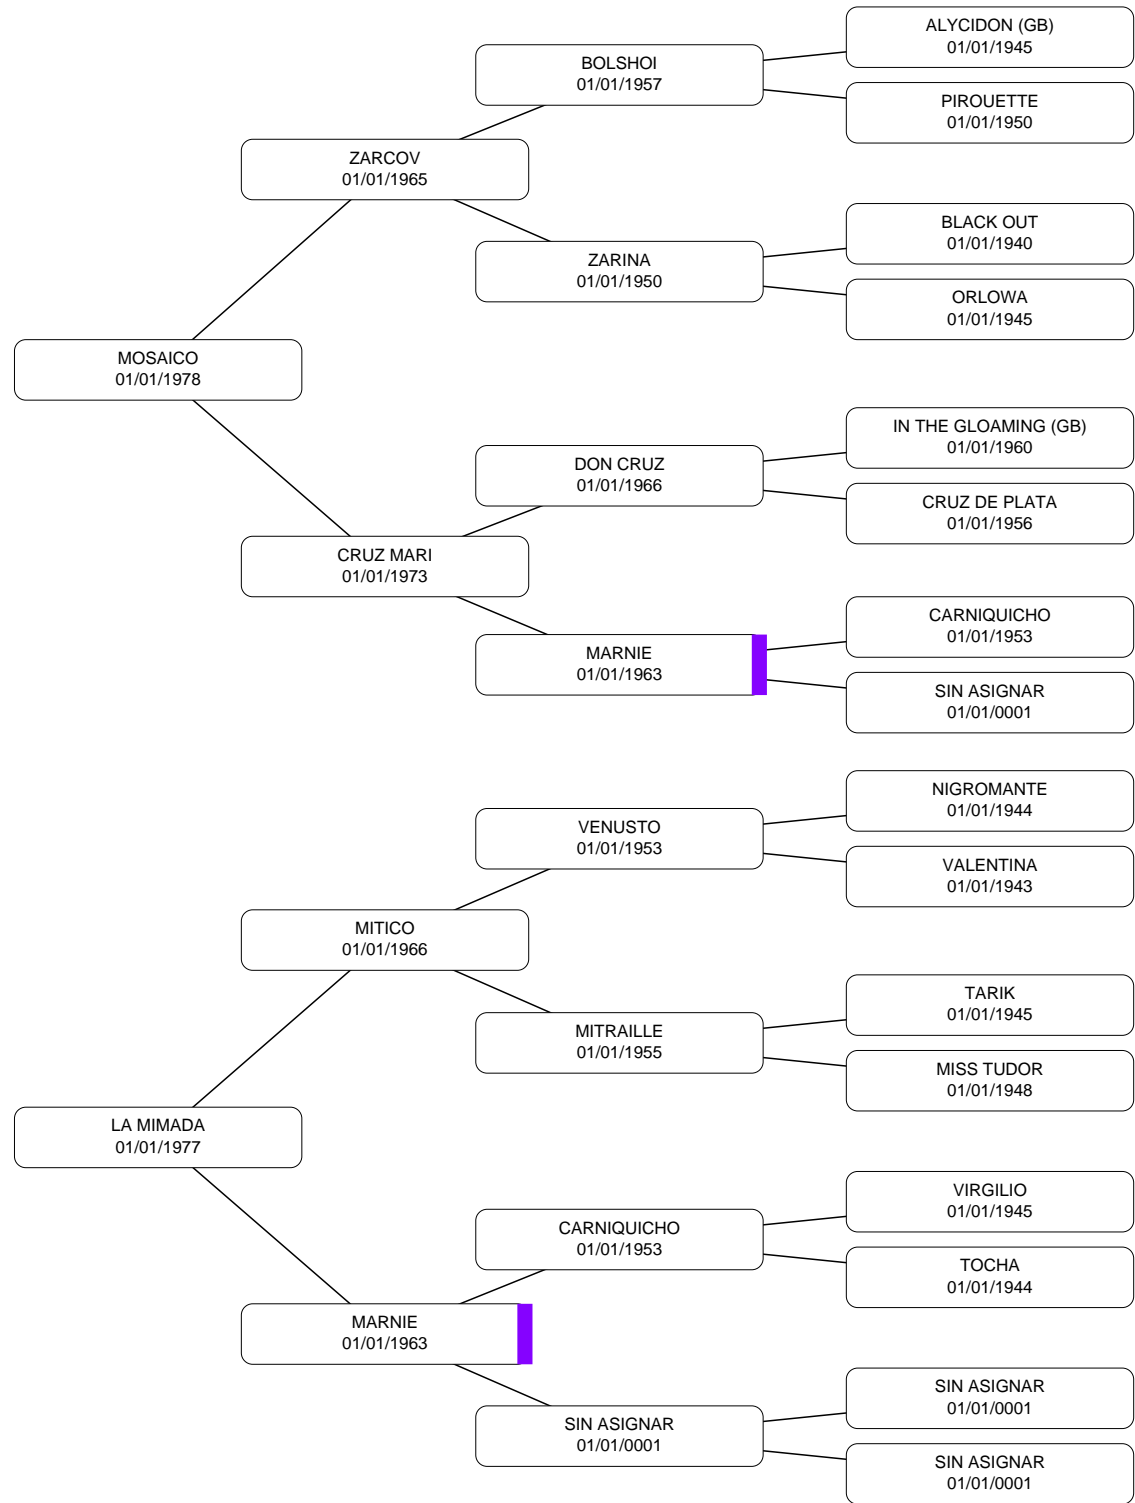 ALYCIDON (GB)
01/01/1945
BOLSHOI
01/01/1957
PIROUETTE
01/01/1950
ZARCOV
01/01/1965
BLACK OUT
01/01/1940
ZARINA
01/01/1950
ORLOWA
01/01/1945
MOSAICO
01/01/1978
IN THE GLOAMING (GB)
01/01/1960
DON CRUZ
01/01/1966
CRUZ DE PLATA
01/01/1956
CRUZ MARI
01/01/1973
CARNIQUICHO
01/01/1953
MARNIE
01/01/1963
SIN ASIGNAR
01/01/0001
NIGROMANTE
01/01/1944
VENUSTO
01/01/1953
VALENTINA
01/01/1943
MITICO
01/01/1966
TARIK
01/01/1945
MITRAILLE
01/01/1955
MISS TUDOR
01/01/1948
LA MIMADA
01/01/1977
VIRGILIO
01/01/1945
CARNIQUICHO
01/01/1953
TOCHA
01/01/1944
MARNIE
01/01/1963
SIN ASIGNAR
01/01/0001
SIN ASIGNAR
01/01/0001
SIN ASIGNAR
01/01/0001